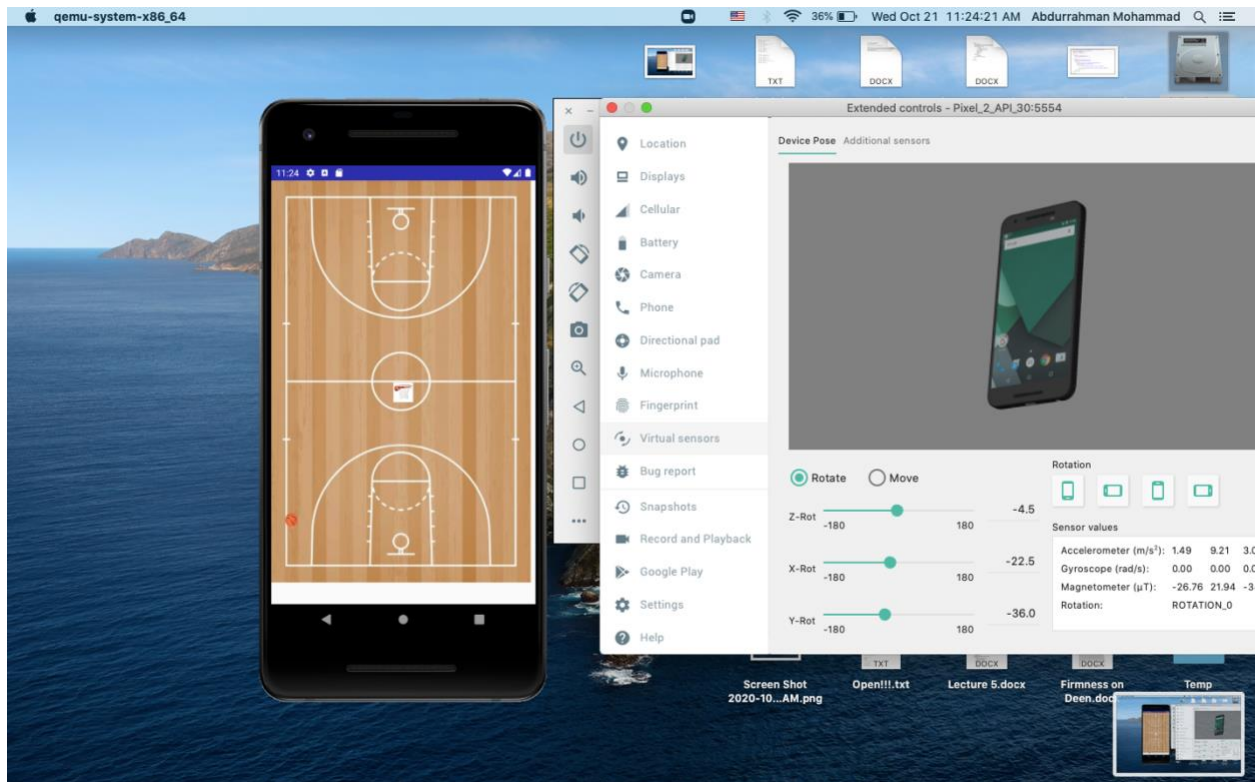 qemu-system-x86_64
36%
Wed Oct 21 11:24:21 AM
Abdurrahman Mohammad
TXT
DOCX
DOCX
11:24
Extended controls - Pixel_2_API_30:5554
Location
Displays
Cellular
Battery
Camera
Phone
Directional pad
Microphone
Fingerprint
Virtual sensors
Bug report
Snapshots
Record and Playback
Google Play
Settings
Help
Device Pose Additional sensors
Rotate Move
Z-Rot -4.5
-180 180
X-Rot -22.5
-180 180
Y-Rot -36.0
-180 180
Rotation
Sensor values
Accelerometer (m/s²): 1.49 9.21
Gyroscope (rad/s): 0.00 0.00
Magnetometer (μT): -26.76 21.94
Rotation: ROTATION_0
TXT
DOCX
DOCX
Screen Shot
2020-10...AM.png
Open!!!.txt
Lecture 5.docx
Firmness on
Deen.docx
Temp